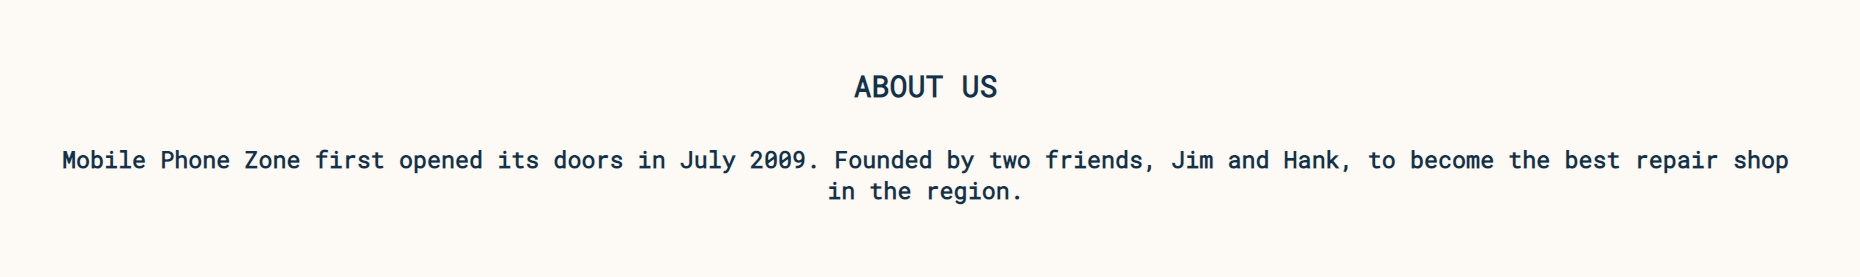 ABOUT US
Mobile Phone Zone first opened its doors in July 2009. Founded by two friends, Jim and Hank, to become the best repair shop
in the region.